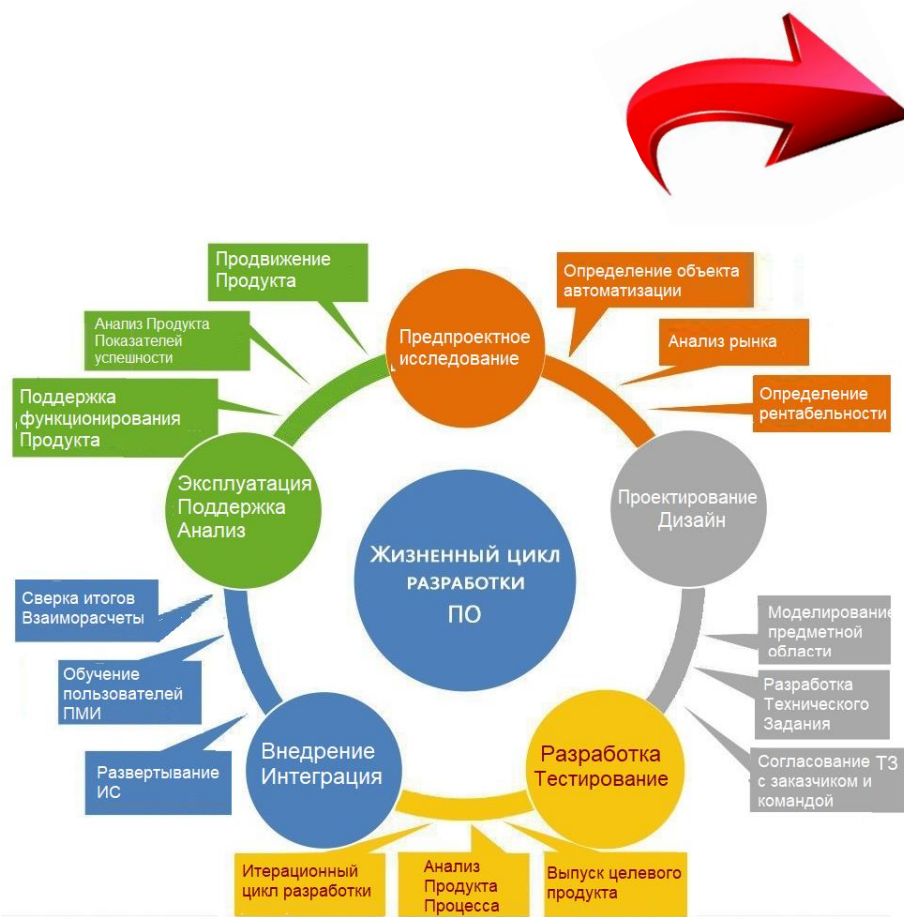 Продвижение
Продукта
Определение объекта
автоматизации
Анализ Продукта
Показателей
успешности
Предпроектное
исследование
Анализ рынка
Поддержка
функционирования
Продукта
Определение
рентабельности
Эксплуатация
Поддержка
Анализ
Проектирование
Дизайн
Жизненный цикл
разработки
ПО
Сверка итогов
Взаиморасчеты
Моделирование
предметной
области
Обучение
пользователей
ПМИ
Разработка
Технического
Задания
Развертывание
ИС
Внедрение
Интеграция
Разработка
Тестирование
Согласование ТЗ
с заказчиком и
командой
Итерационный
цикл разработки
Анализ
Продукта
Процесса
Выпуск целевого
продукта